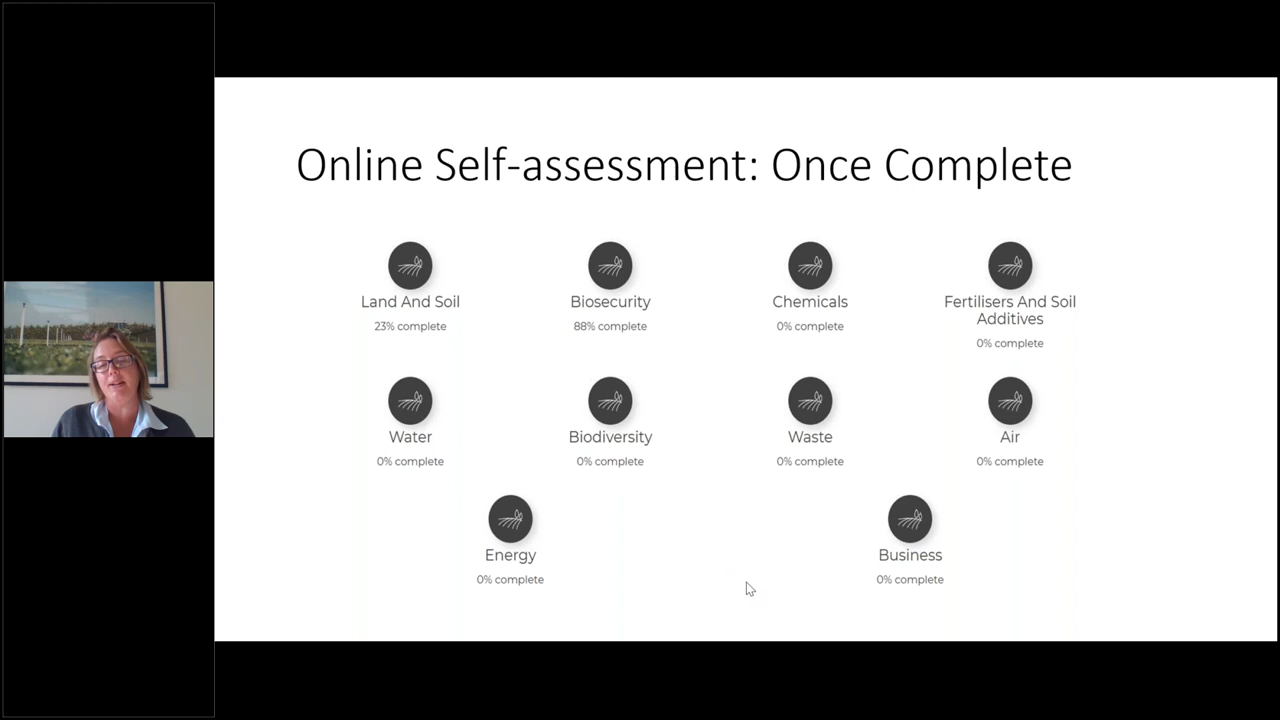 Online Self-assessment: Once Complete
Land And Soil
23% complete
Biosecurity
88% complete
Chemicals
0% complete
Fertilisers And Soil
Additives
0% complete
Water
0% complete
Biodiversity
0% complete
Waste
0% complete
Air
0% complete
Energy
0% complete
Business
0% complete